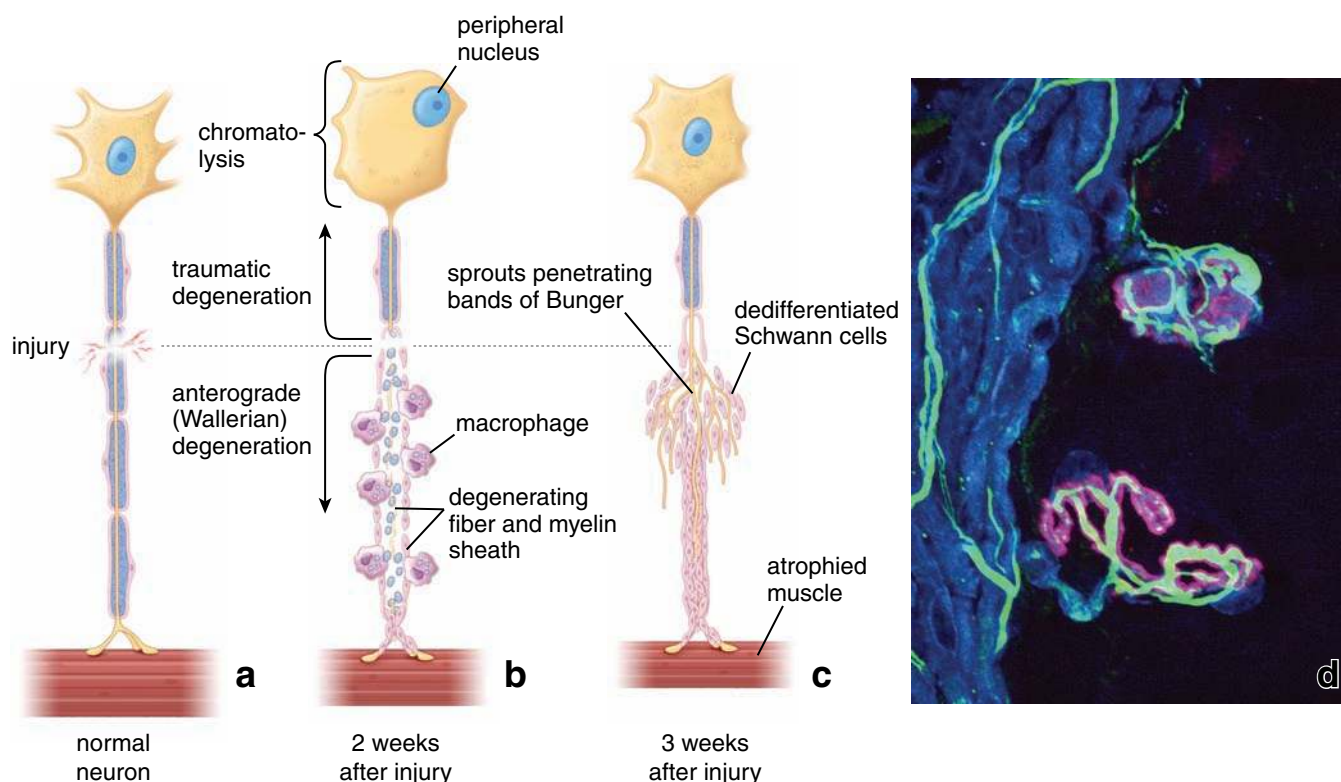 peripheral
nucleus
chromato-
lysis
traumatic
degeneration
sprouts penetrating
bands of Bunger
dedifferentiated
Schwann cells
injury
anterograde
(Wallerian)
degeneration
macrophage
degenerating
fiber and myelin
sheath
atrophied
muscle
a
b
c
d
normal
neuron
2 weeks
after injury
3 weeks
after injury